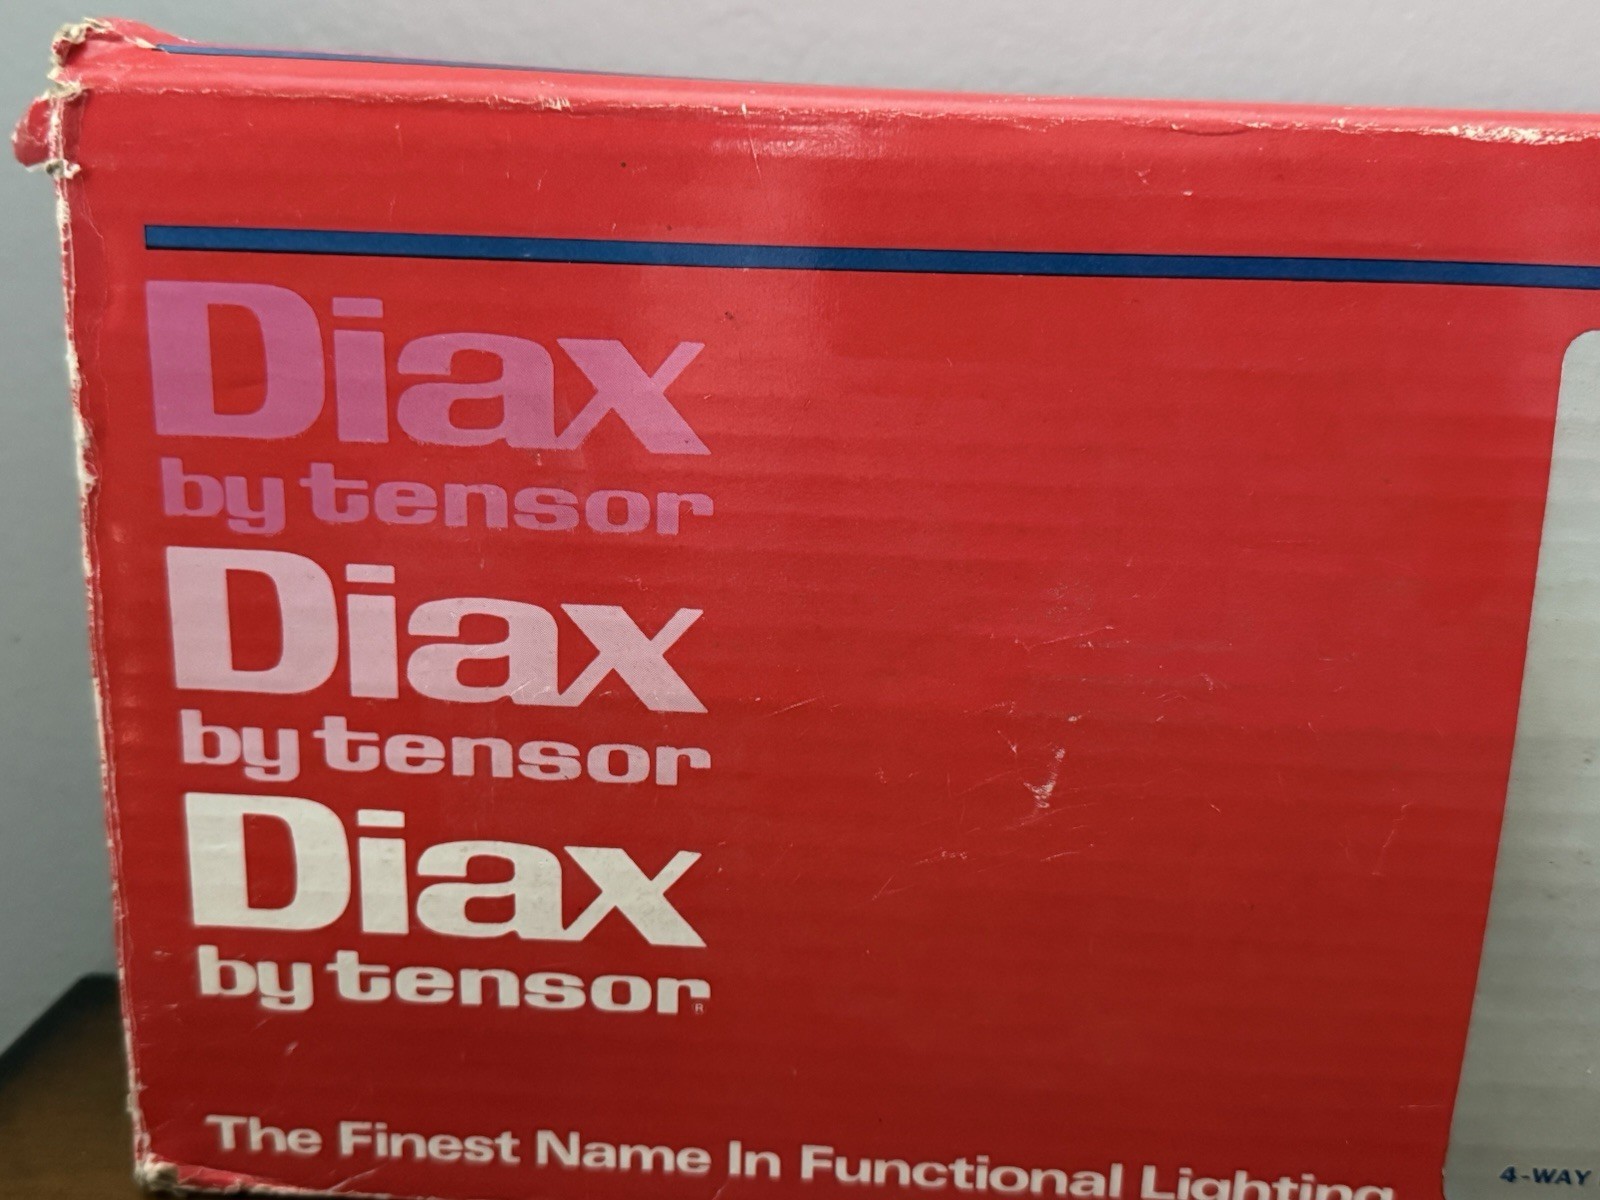 Diax
by tensor
Diax
by tensor
Diax
by tensor®
The Finest Name In Functional Lighting
4-WAY